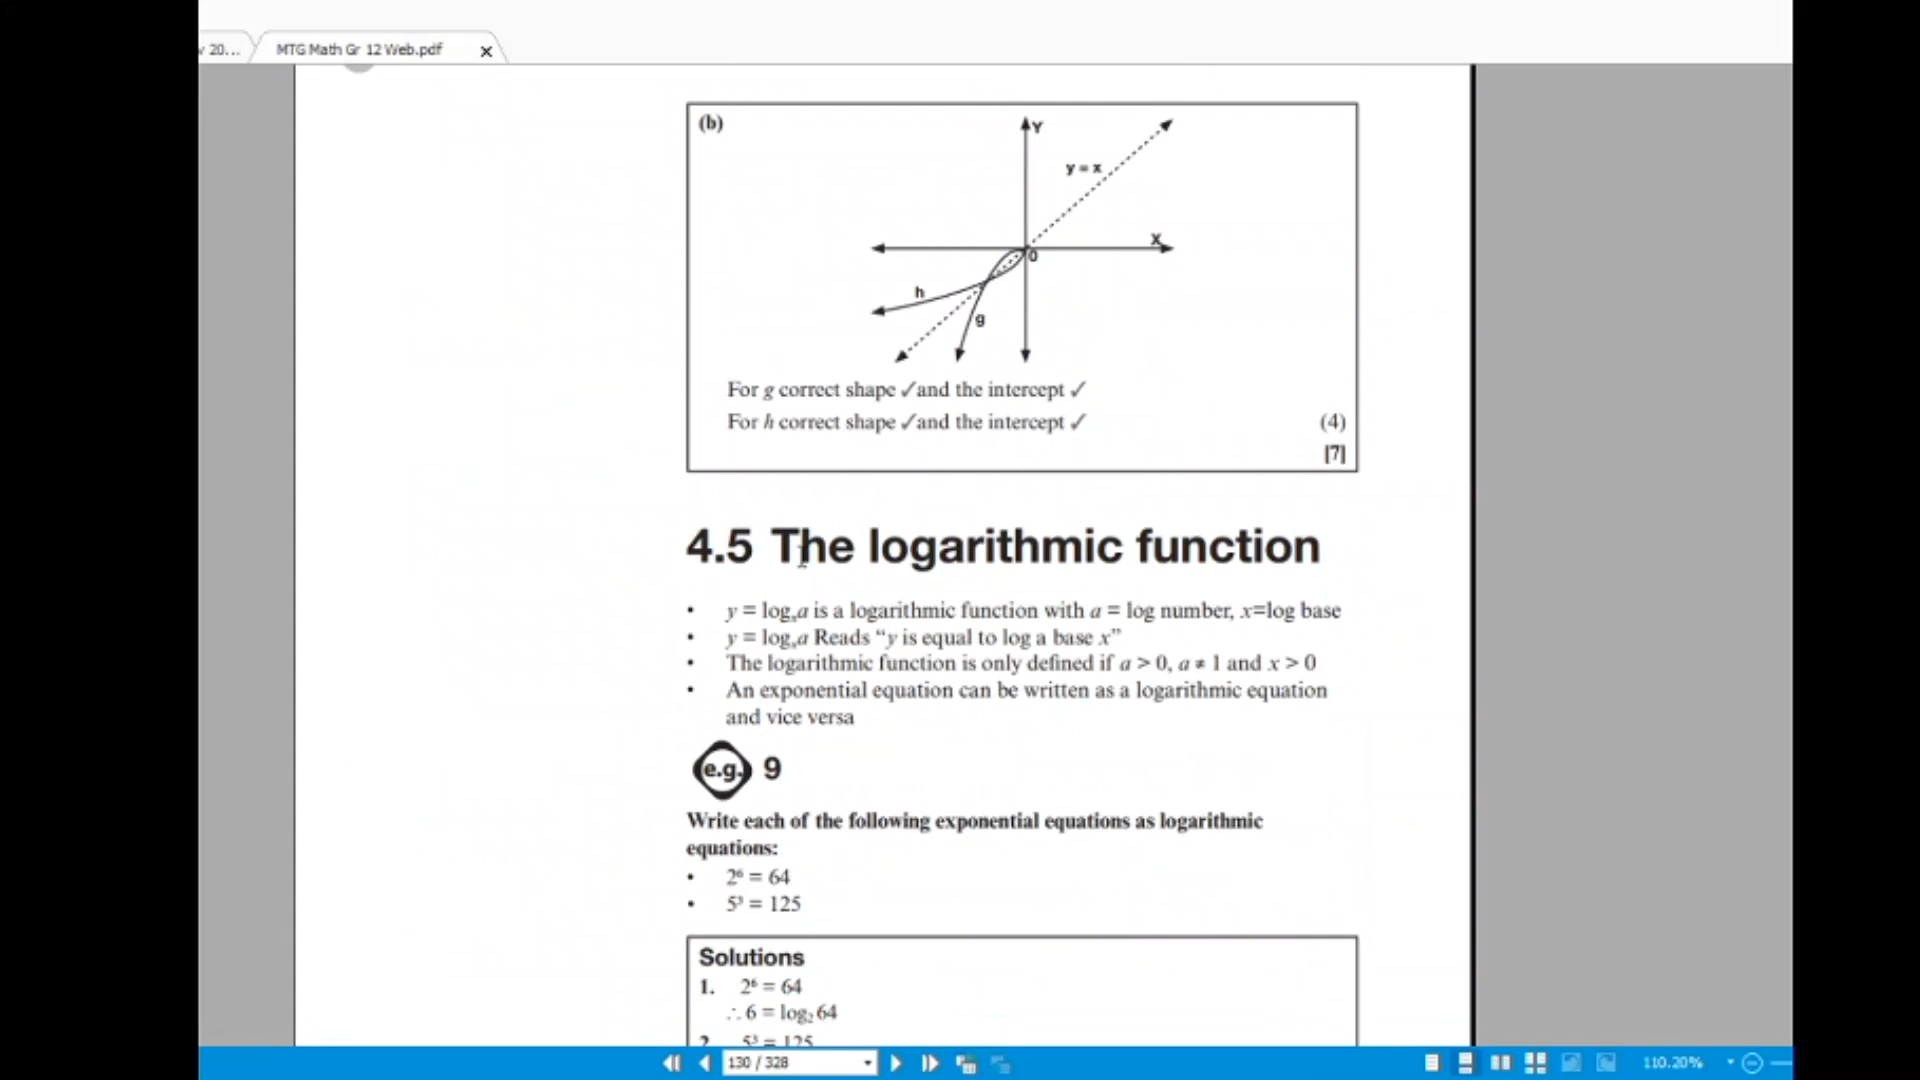 v 20...
MTG Math Gr 12 Web.pdf
(b)
Y
y = x
X
0
h
g
For g correct shape ✓and the intercept ✓
For h correct shape ✓and the intercept ✓
(4)
[7]
4.5 The logarithmic function
• y = logₓa is a logarithmic function with a = log number, x=log base
• y = logₓa Reads “y is equal to log a base x”
• The logarithmic function is only defined if a > 0, a ≠ 1 and x > 0
• An exponential equation can be written as a logarithmic equation
and vice versa
e.g. 9
Write each of the following exponential equations as logarithmic
equations:
• 2⁶ = 64
• 5³ = 125
Solutions
1. 2⁶ = 64
∴ 6 = log₂ 64
2. 5³ = 125
130 / 328
110.20%